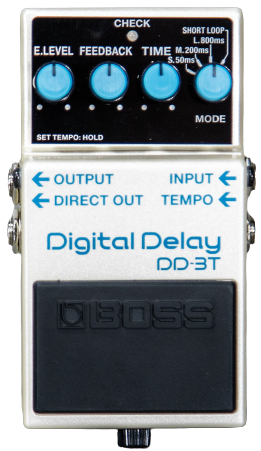 CHECK
E.LEVEL FEEDBACK TIME
SHORT LOOP
L.800ms
M.200ms
S.50ms
MODE
SET TEMPO: HOLD
← OUTPUT INPUT ←
← DIRECT OUT TEMPO ←
Digital Delay
DD-3T
BOSS